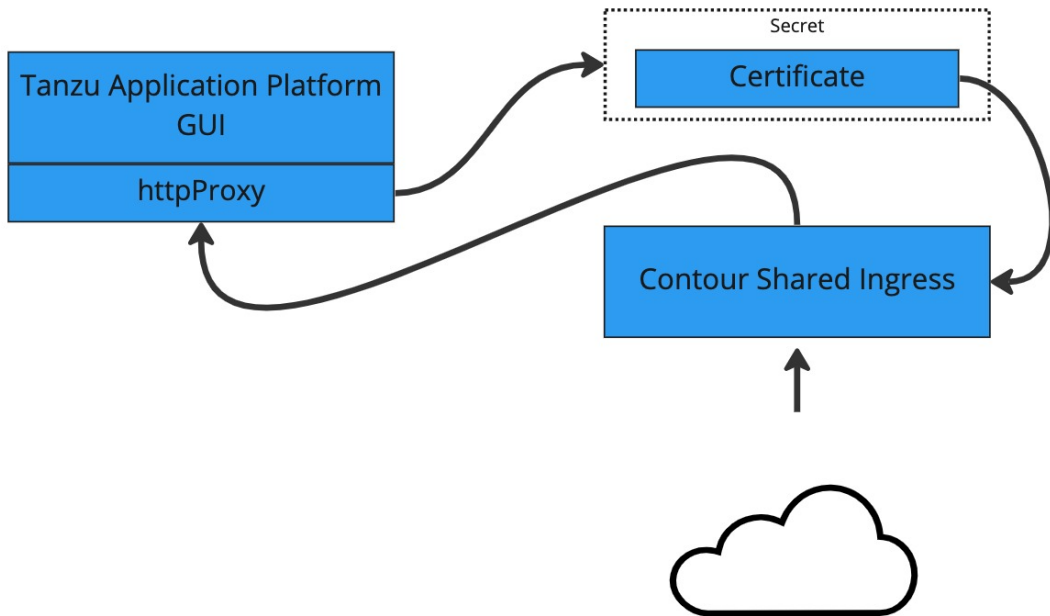 Secret
Certificate
Tanzu Application Platform
GUI
httpProxy
Contour Shared Ingress